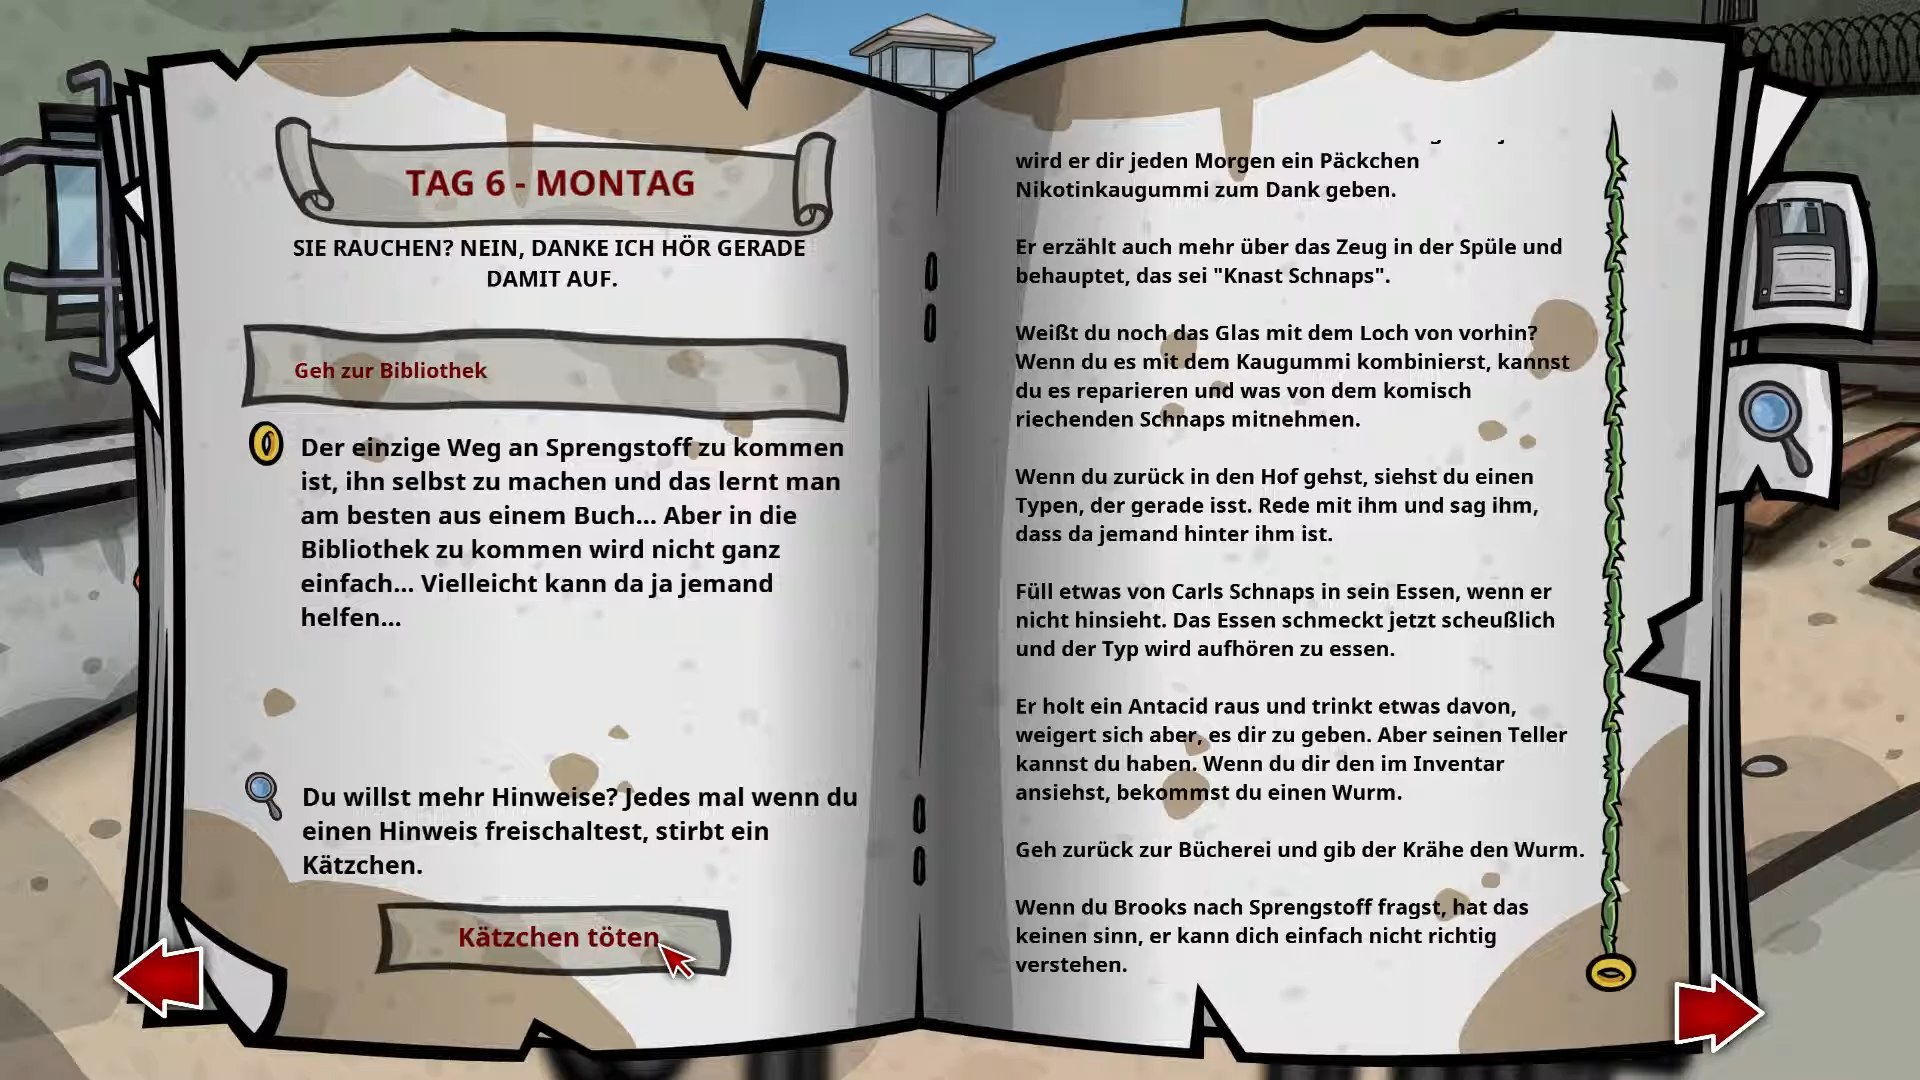 TAG 6 - MONTAG
SIE RAUCHEN? NEIN, DANKE ICH HÖR GERADE
DAMIT AUF.
Geh zur Bibliothek
Der einzige Weg an Sprengstoff zu kommen
ist, ihn selbst zu machen und das lernt man
am besten aus einem Buch... Aber in die
Bibliothek zu kommen wird nicht ganz
einfach... Vielleicht kann da ja jemand
helfen...
Du willst mehr Hinweise? Jedes mal wenn du
einen Hinweis freischaltest, stirbt ein
Kätzchen.
Kätzchen töten
wird er dir jeden Morgen ein Päckchen
Nikotinkaugummi zum Dank geben.
Er erzählt auch mehr über das Zeug in der Spüle und
behauptet, das sei "Knast Schnaps".
Weißt du noch das Glas mit dem Loch von vorhin?
Wenn du es mit dem Kaugummi kombinierst, kannst
du es reparieren und was von dem komisch
riechenden Schnaps mitnehmen.
Wenn du zurück in den Hof gehst, siehst du einen
Typen, der gerade isst. Rede mit ihm und sag ihm,
dass da jemand hinter ihm ist.
Füll etwas von Carls Schnaps in sein Essen, wenn er
nicht hinsieht. Das Essen schmeckt jetzt scheußlich
und der Typ wird aufhören zu essen.
Er holt ein Antacid raus und trinkt etwas davon,
weigert sich aber, es dir zu geben. Aber seinen Teller
kannst du haben. Wenn du dir den im Inventar
ansiehst, bekommst du einen Wurm.
Geh zurück zur Bücherei und gib der Krähe den Wurm.
Wenn du Brooks nach Sprengstoff fragst, hat das
keinen sinn, er kann dich einfach nicht richtig
verstehen.